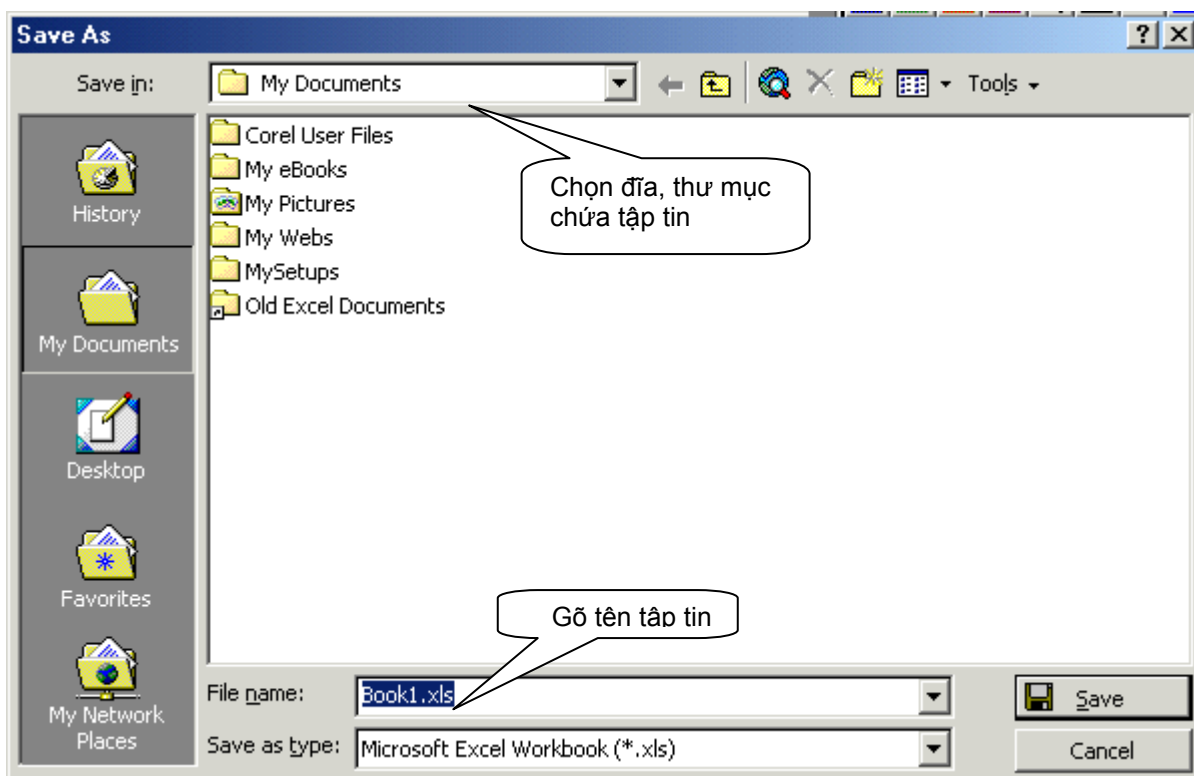 Save As
Save in:
My Documents
Tools
History
My Documents
Desktop
Favorites
My Network
Places
Corel User Files
My eBooks
My Pictures
My Webs
MySetups
Old Excel Documents
Chọn đĩa, thư mục
chứa tập tin
Gõ tên tập tin
File name:
Book1.xls
Save
Save as type:
Microsoft Excel Workbook (*.xls)
Cancel